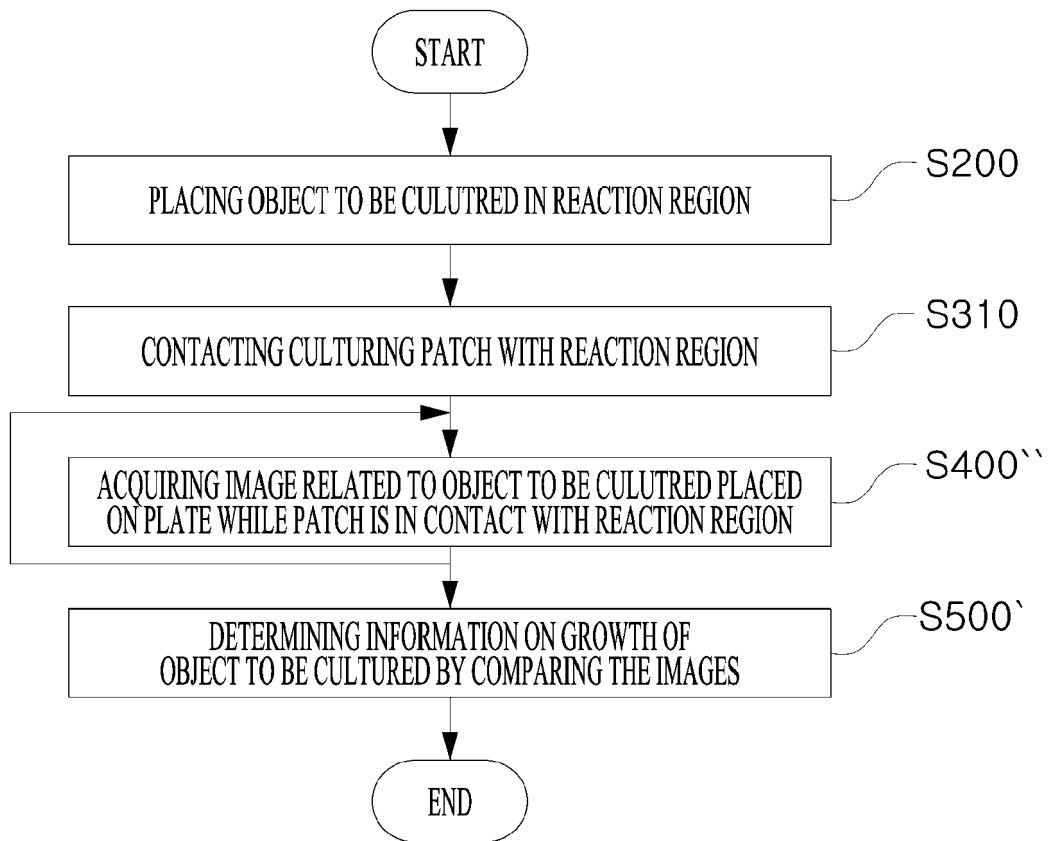 START
PLACING OBJECT TO BE CULUTRED IN REACTION REGION
S200
CONTACTING CULTURING PATCH WITH REACTION REGION
S310
ACQUIRING IMAGE RELATED TO OBJECT TO BE CULUTRED PLACED
ON PLATE WHILE PATCH IS IN CONTACT WITH REACTION REGION
S400``
DETERMINING INFORMATION ON GROWTH OF
OBJECT TO BE CULTURED BY COMPARING THE IMAGES
S500`
END